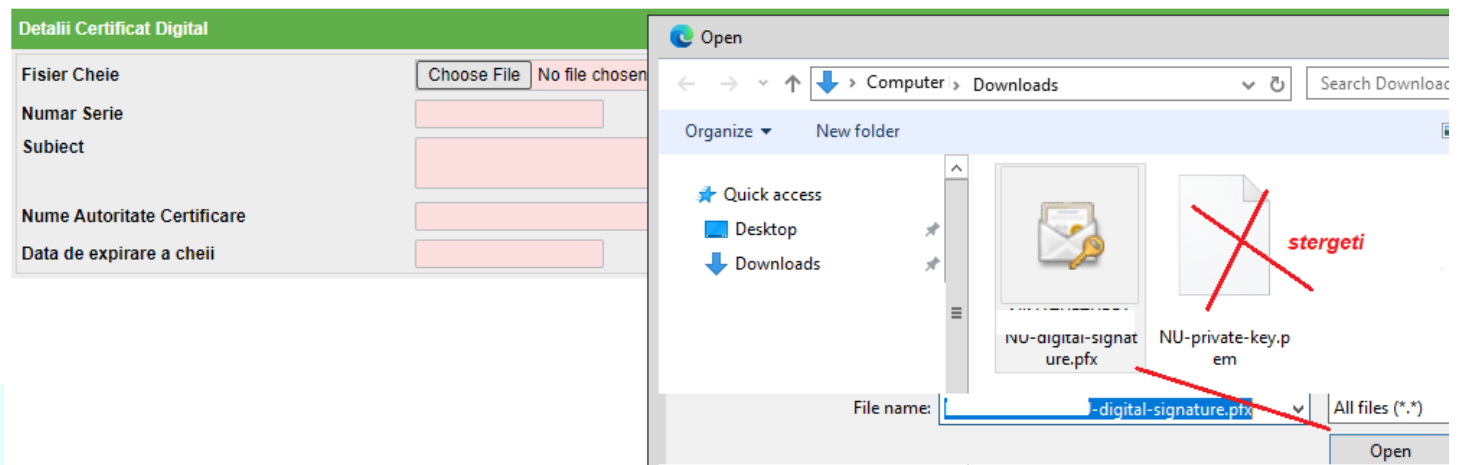 Detalii Certificat Digital
Fisier Cheie
Choose File No file chosen
Numar Serie
Subiect
Nume Autoritate Certificare
Data de expirare a cheii
Open
Computer Downloads
Search
Organize New folder
Quick access
Desktop
Downloads
stergeti
NU-digital-signat
ure.pfx
NU-private-key.p
em
File name: -digital-signature.pfx All files (*.*)
Open